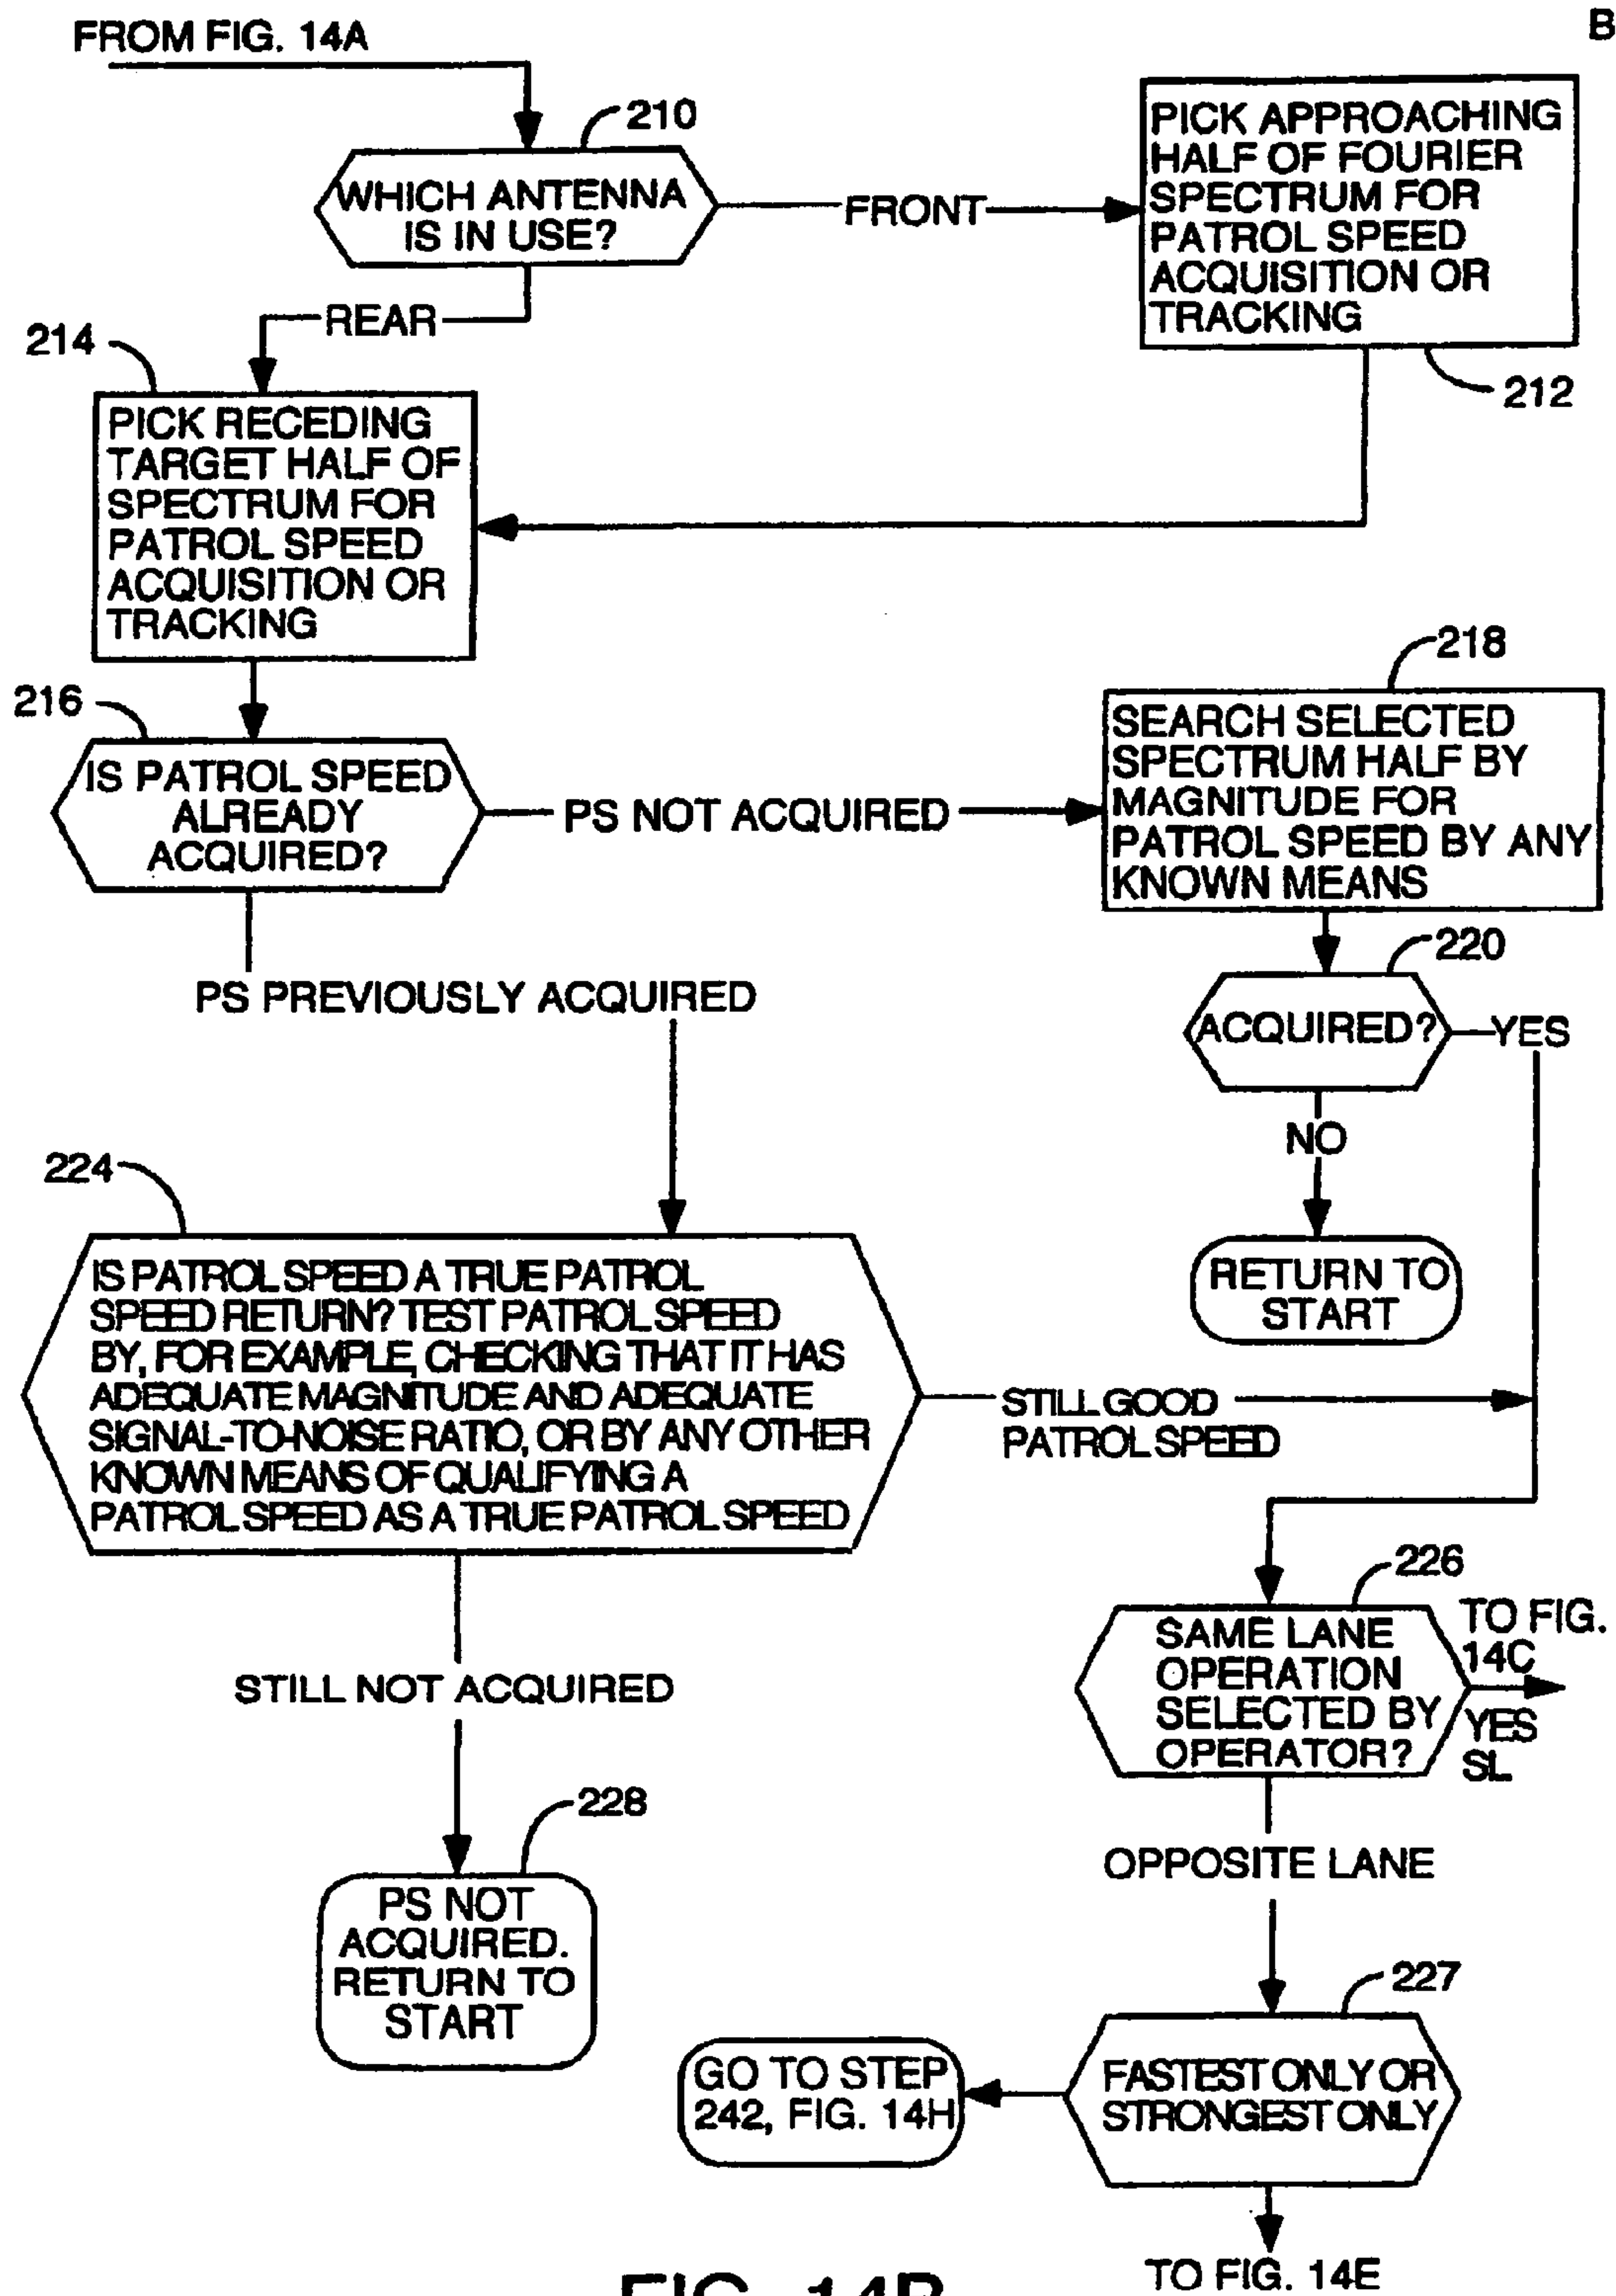 FROM FIG. 14A
B
210
WHICH ANTENNA
IS IN USE?
FRONT
PICK APPROACHING
HALF OF FOURIER
SPECTRUM FOR
PATROL SPEED
ACQUISITION OR
TRACKING
212
REAR
214
PICK RECEDING
TARGET HALF OF
SPECTRUM FOR
PATROL SPEED
ACQUISITION OR
TRACKING
216
IS PATROL SPEED
ALREADY
ACQUIRED?
PS NOT ACQUIRED
218
SEARCH SELECTED
SPECTRUM HALF BY
MAGNITUDE FOR
PATROL SPEED BY ANY
KNOWN MEANS
220
ACQUIRED?
YES
NO
RETURN TO
START
PS PREVIOUSLY ACQUIRED
224
IS PATROL SPEED A TRUE PATROL
SPEED RETURN? TEST PATROL SPEED
BY, FOR EXAMPLE, CHECKING THAT IT HAS
ADEQUATE MAGNITUDE AND ADEQUATE
SIGNAL-TO-NOISE RATIO, OR BY ANY OTHER
KNOWN MEANS OF QUALIFYING A
PATROL SPEED AS A TRUE PATROL SPEED
STILL GOOD
PATROL SPEED
226
SAME LANE
OPERATION
SELECTED BY
OPERATOR?
TO FIG.
14C
YES
SL
STILL NOT ACQUIRED
228
PS NOT
ACQUIRED.
RETURN TO
START
OPPOSITE LANE
227
FASTEST ONLY OR
STRONGEST ONLY
GO TO STEP
242, FIG. 14H
TO FIG. 14E
FIG. 14B